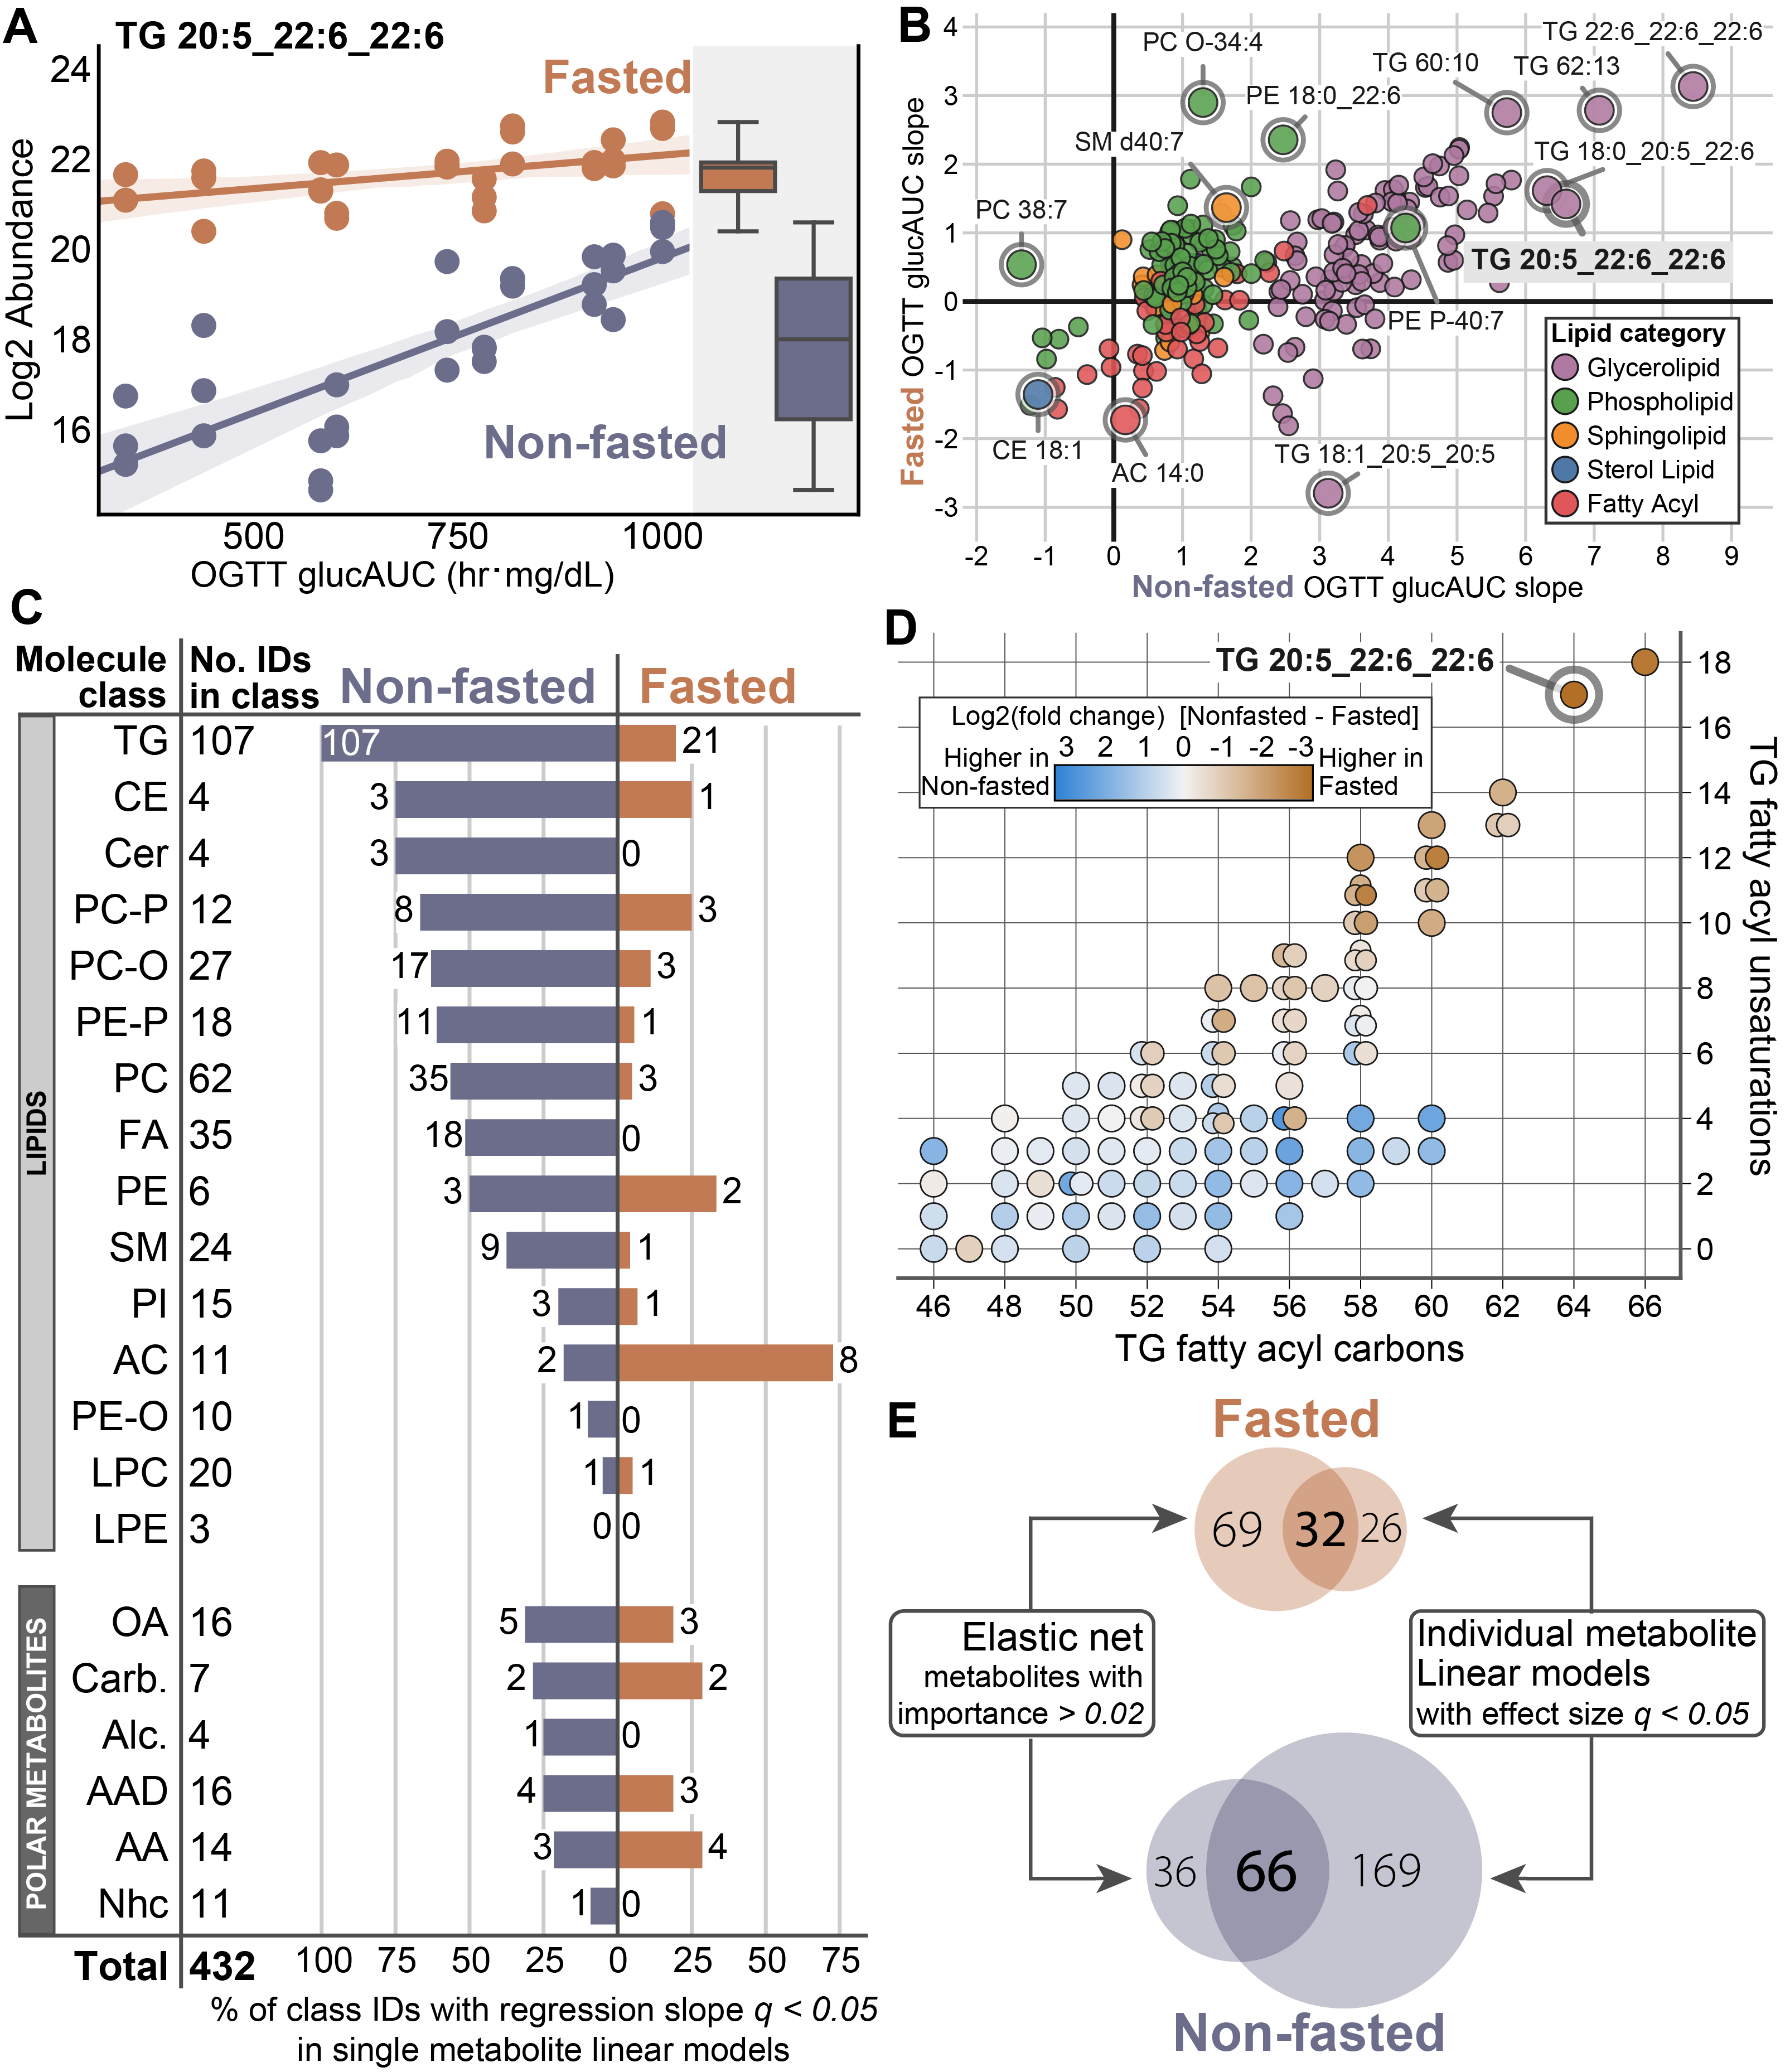 A
TG 20:5_22:6_22:6
24
22
20
18
16
Log2 Abundance
Fasted
Non-fasted
500 750 1000
OGTT glucAUC (hr·mg/dL)
B
4
3
2
1
0
-1
-2
-3
Fasted OGTT glucAUC slope
PC O-34:4
TG 22:6_22:6_22:6
TG 60:10
TG 62:13
PE 18:0_22:6
SM d40:7
TG 18:0_20:5_22:6
PC 38:7
TG 20:5_22:6_22:6
PE P-40:7
CE 18:1
AC 14:0
TG 18:1_20:5_20:5
Lipid category
Glycerolipid
Phospholipid
Sphingolipid
Sterol Lipid
Fatty Acyl
-2 -1 0 1 2 3 4 5 6 7 8 9
Non-fasted OGTT glucAUC slope
C
Molecule
class
No. IDs
in class
Non-fasted
Fasted
LIPIDS
TG 107 107 21
CE 4 3 1
Cer 4 3 0
PC-P 12 8 3
PC-O 27 17 3
PE-P 18 11 1
PC 62 35 3
FA 35 18 0
PE 6 3 2
SM 24 9 1
PI 15 3 1
AC 11 2 8
PE-O 10 1 0
LPC 20 1 1
LPE 3 0 0
POLAR METABOLITES
OA 16 5 3
Carb. 7 2 2
Alc. 4 1 0
AAD 16 4 3
AA 14 3 4
Nhc 11 1 0
Total 432
100 75 50 25 0 25 50 75
% of class IDs with regression slope q < 0.05
in single metabolite linear models
D
TG 20:5_22:6_22:6
Log2(fold change) [Nonfasted - Fasted]
3 2 1 0 -1 -2 -3
Higher in
Non-fasted
Higher in
Fasted
18
16
14
12
10
8
6
4
2
0
TG fatty acyl unsaturations
46 48 50 52 54 56 58 60 62 64 66
TG fatty acyl carbons
E
Fasted
69 32 26
Elastic net
metabolites with
importance > 0.02
Individual metabolite
Linear models
with effect size q < 0.05
36 66 169
Non-fasted